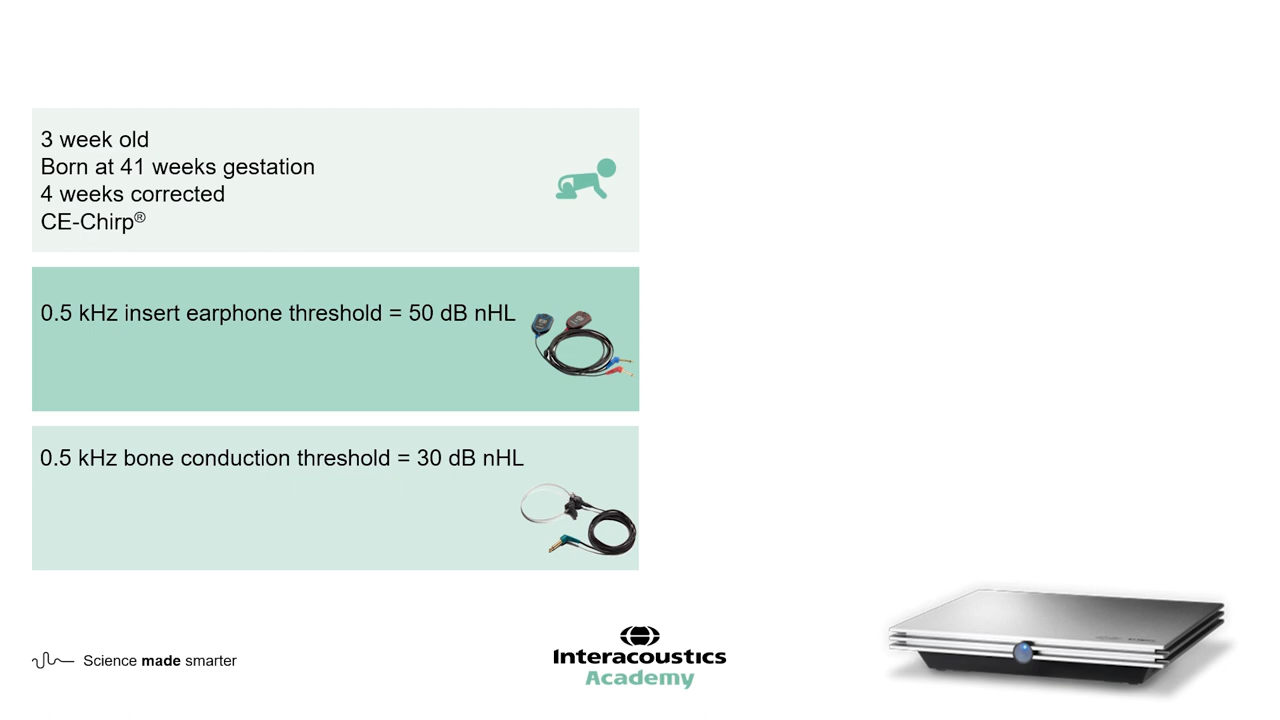 3 week old
Born at 41 weeks gestation
4 weeks corrected
CE-Chirp®
0.5 kHz insert earphone threshold = 50 dB nHL
0.5 kHz bone conduction threshold = 30 dB nHL
Science made smarter
Interacoustics
Academy